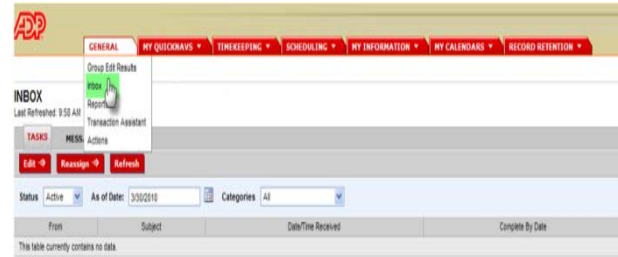 ADP
GENERAL MY QUICKNAVS TIMEKEEPING SCHEDULING MY INFORMATION MY CALENDARS RECORD RETENTION
Group Edit Results
Inbox
INBOX
Last Refreshed: 9:58 AM
Reports
Transaction Assistant
TASKS MESS
Actions
Edit Reassign Refresh
Status Active As of Date: 3/30/2010 Categories All
From Subject Date/Time Received Complete By Date
This table currently contains no data.